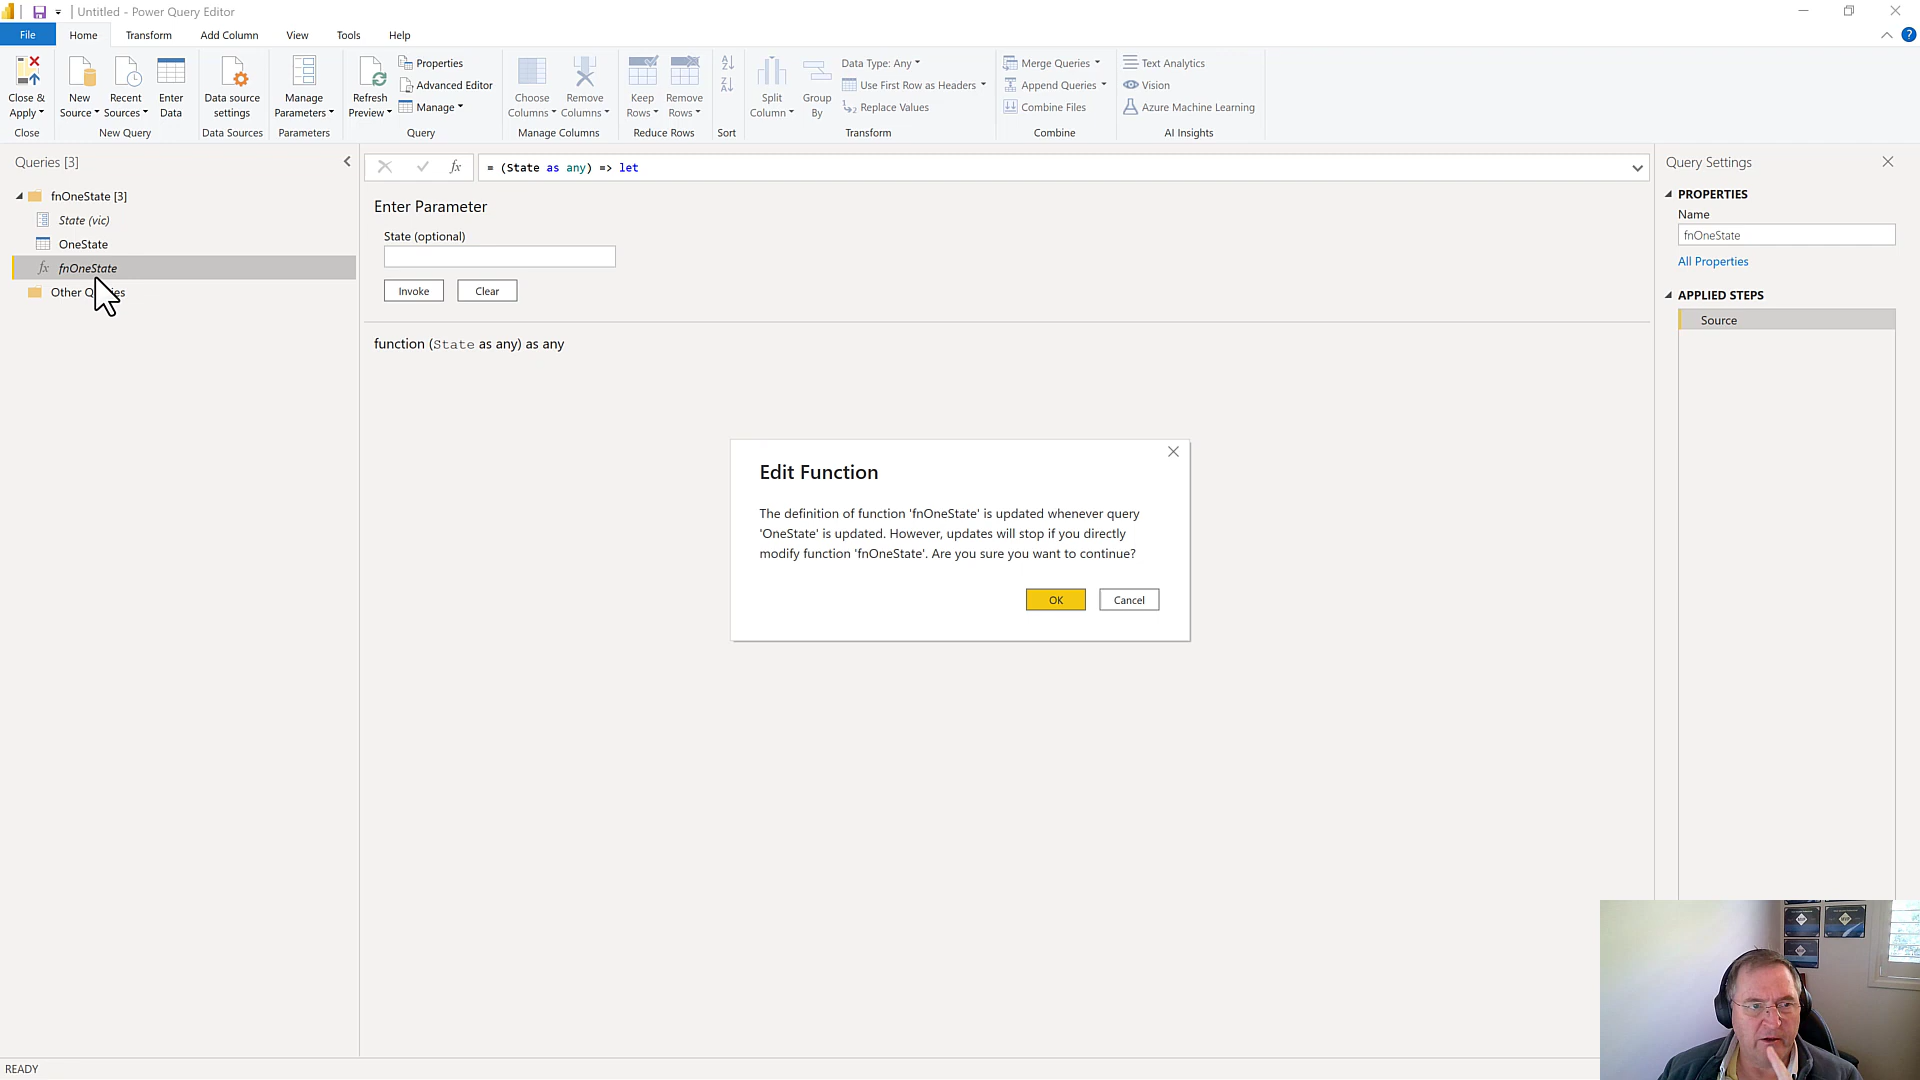 Untitled - Power Query Editor
File Home Transform Add Column View Tools Help
Close & Apply
Close
New Source
Recent Sources
Enter Data
New Query
Data source settings
Data Sources
Manage Parameters
Parameters
Refresh Preview
Properties
Advanced Editor
Manage
Query
Choose Columns
Remove Columns
Manage Columns
Keep Rows
Remove Rows
Reduce Rows
Sort
Split Column
Group By
Data Type: Any
Use First Row as Headers
Replace Values
Transform
Merge Queries
Append Queries
Combine Files
Combine
Text Analytics
Vision
Azure Machine Learning
AI Insights
Queries [3]
fnOneState [3]
State (vic)
OneState
fx fnOneState
Other Queries
fx = (State as any) => let
Enter Parameter
State (optional)
Invoke Clear
function (State as any) as any
Edit Function
The definition of function 'fnOneState' is updated whenever query
'OneState' is updated. However, updates will stop if you directly
modify function 'fnOneState'. Are you sure you want to continue?
OK Cancel
Query Settings
PROPERTIES
Name
fnOneState
All Properties
APPLIED STEPS
Source
READY